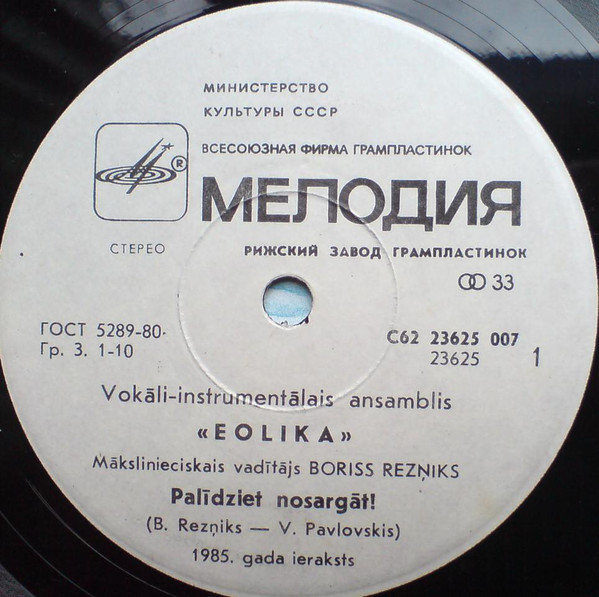 МИНИСТЕРСТВО
КУЛЬТУРЫ СССР
ВСЕСОЮЗНАЯ ФИРМА ГРАМПЛАСТИНОК
®
МЕЛОДИЯ
СТЕРЕО
РИЖСКИЙ ЗАВОД ГРАМПЛАСТИНОК
33
ГОСТ 5289-80
Гр. 3. 1-10
С62 23625 007
23625 1
Vokāli-instrumentālais ansamblis
«EOLIKA»
Mākslinieciskais vadītājs BORISS REZŅIKS
Palīdziet nosargāt!
(B. Rezņiks — V. Pavlovskis)
1985. gada ieraksts